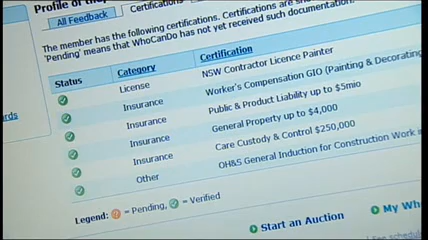 Profile of the
All Feedback Certifications
The member has the following certifications. Certifications are
'Pending' means that WhoCanDo has not yet received such documentation.
Status Category Certification
License NSW Contractor Licence Painter
Insurance Worker's Compensation GIO (Painting & Decorating
Insurance Public & Product Liability up to $5mio
Insurance General Property up to $4,000
Insurance Care Custody & Control $250,000
Other OH&S General Induction for Construction Work in
Legend: = Pending, = Verified
Start an Auction
My Wh